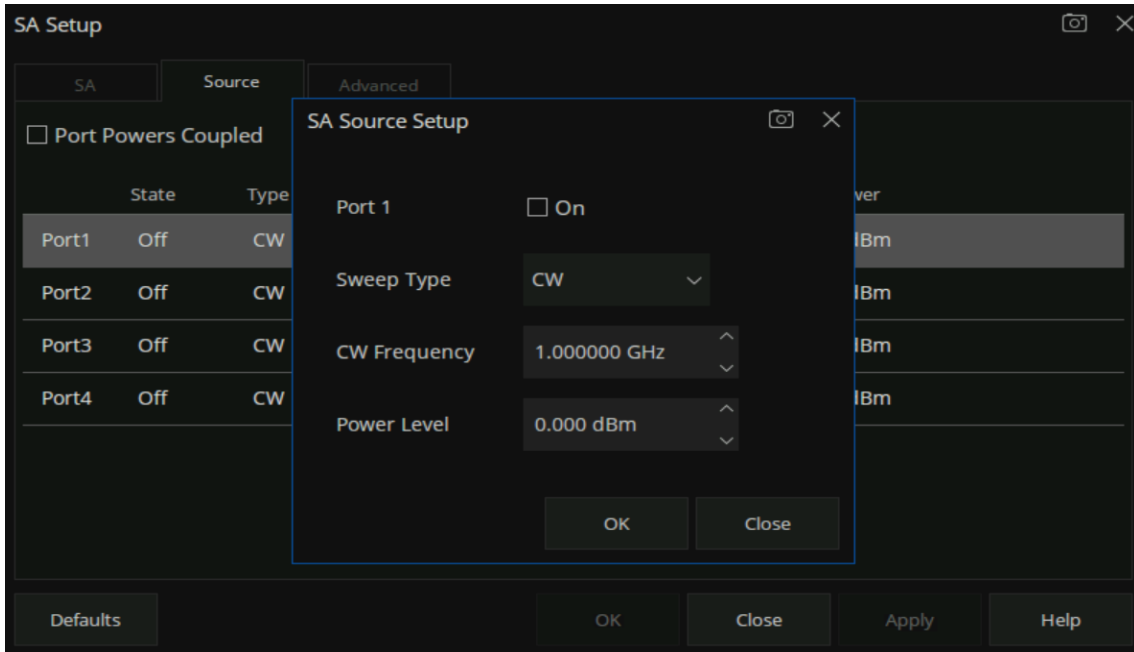 SA Setup
SA Source Advanced
Port Powers Coupled
State Type
Port1 Off CW
Port2 Off CW
Port3 Off CW
Port4 Off CW
SA Source Setup
Port 1 On
Sweep Type CW
CW Frequency 1.000000 GHz
Power Level 0.000 dBm
OK Close
Defaults OK Close Apply Help